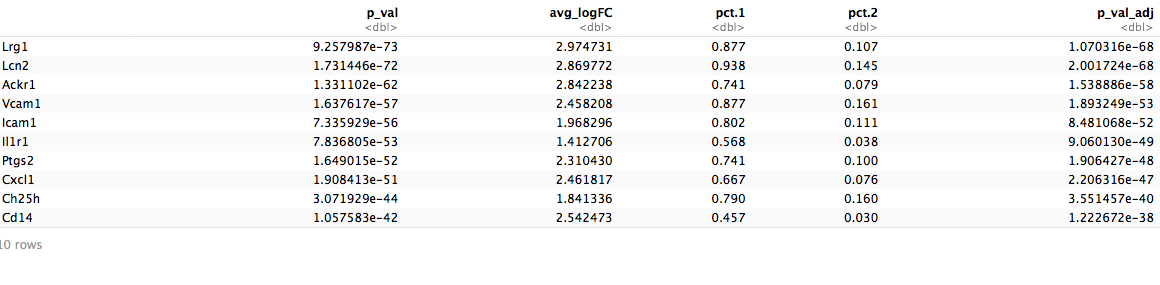 p_val avg_logFC pct.1 pct.2 p_val_adj
<dbl> <dbl> <dbl> <dbl> <dbl>
Lrg1 9.257987e-73 2.974731 0.877 0.107 1.070316e-68
Lcn2 1.731446e-72 2.869772 0.938 0.145 2.001724e-68
Ackr1 1.331102e-62 2.842238 0.741 0.079 1.538886e-58
Vcam1 1.637617e-57 2.458208 0.877 0.161 1.893249e-53
Icam1 7.335929e-56 1.968296 0.802 0.111 8.481068e-52
Il1r1 7.836805e-53 1.412706 0.568 0.038 9.060130e-49
Ptgs2 1.649015e-52 2.310430 0.741 0.100 1.906427e-48
Cxcl1 1.908413e-51 2.461817 0.667 0.076 2.206316e-47
Ch25h 3.071929e-44 1.841336 0.790 0.160 3.551457e-40
Cd14 1.057583e-42 2.542473 0.457 0.030 1.222672e-38
10 rows